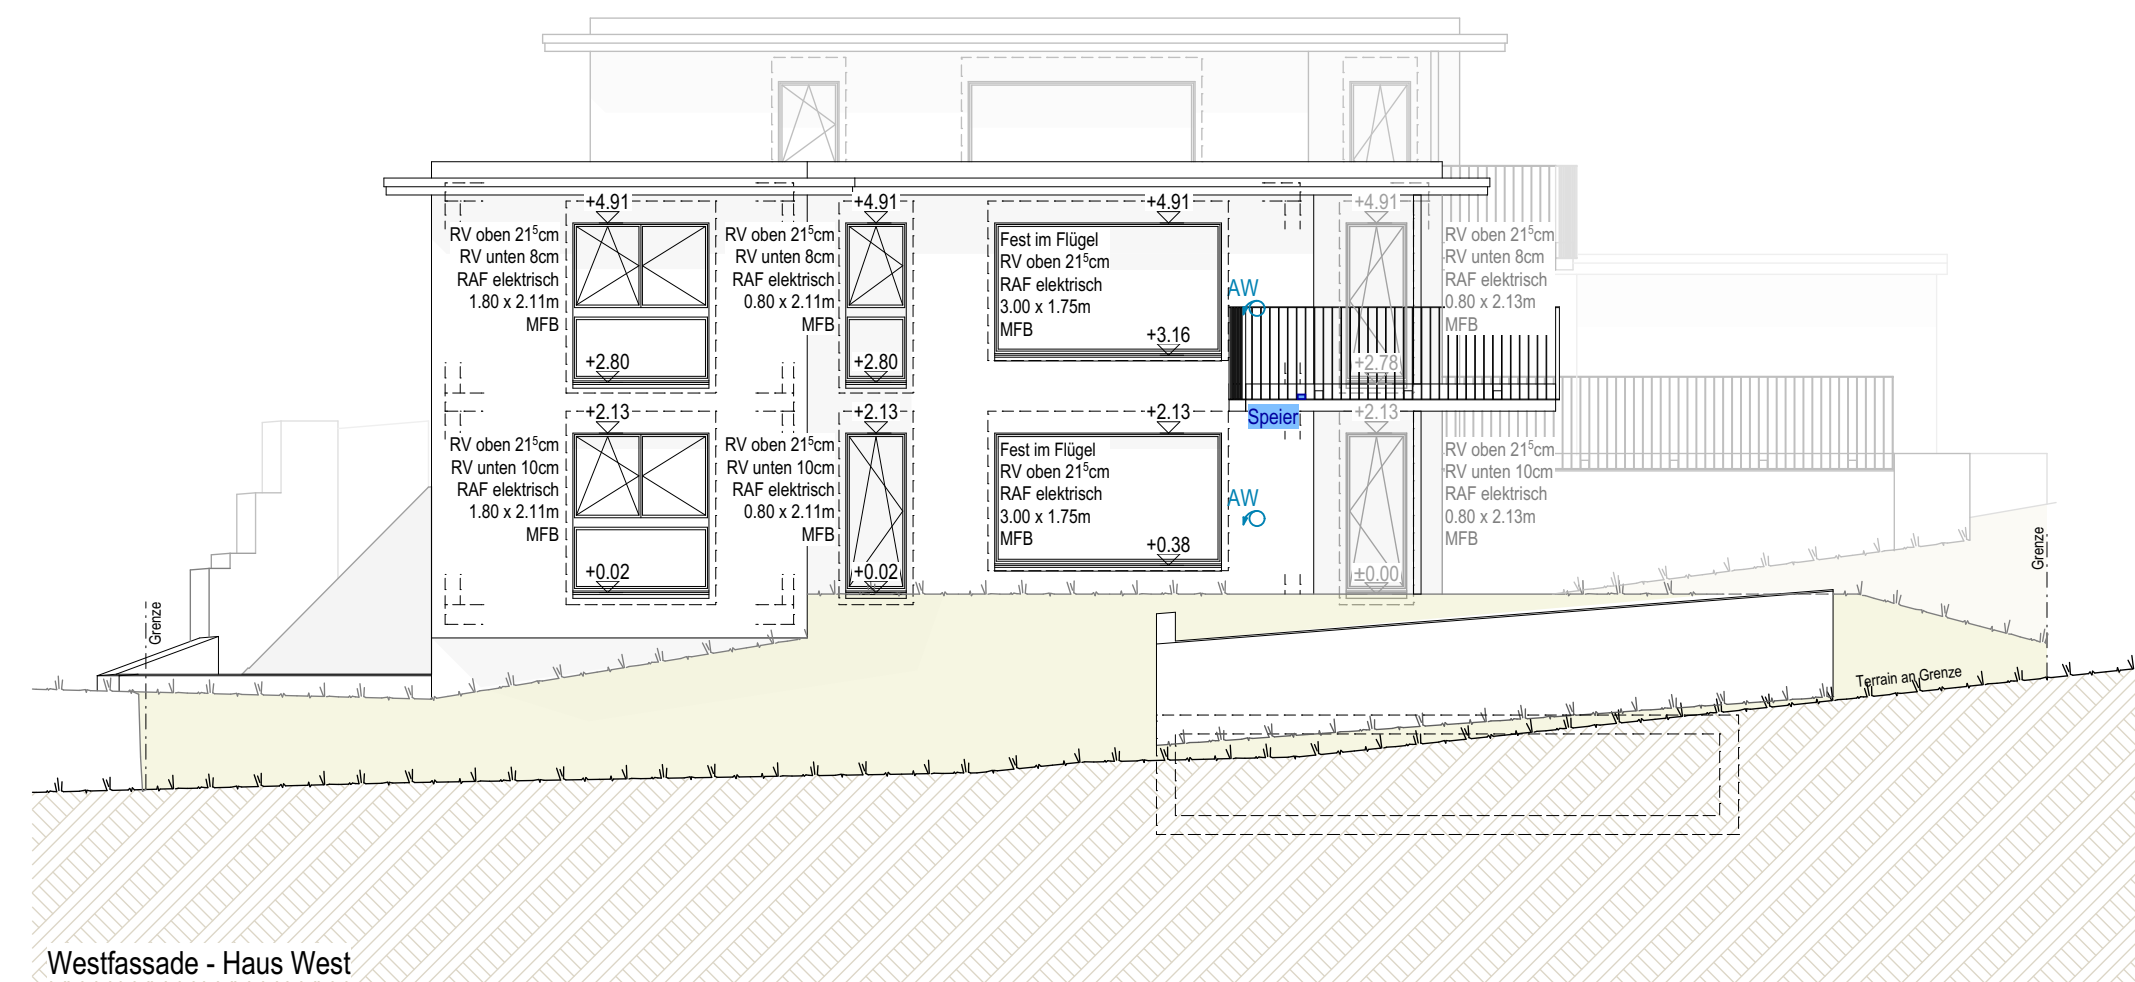 +4.91
+4.91
+4.91
+4.91
RV oben 21⁵cm
RV unten 8cm
RAF elektrisch
1.80 x 2.11m
MFB
+2.80
RV oben 21⁵cm
RV unten 8cm
RAF elektrisch
0.80 x 2.11m
MFB
+2.80
Fest im Flügel
RV oben 21⁵cm
RAF elektrisch
3.00 x 1.75m
MFB
+3.16
AW
+2.78
RV oben 21⁵cm
RV unten 8cm
RAF elektrisch
0.80 x 2.13m
MFB
Speier
+2.13
+2.13
+2.13
+2.13
RV oben 21⁵cm
RV unten 10cm
RAF elektrisch
1.80 x 2.11m
MFB
+0.02
RV oben 21⁵cm
RV unten 10cm
RAF elektrisch
0.80 x 2.11m
MFB
+0.02
Fest im Flügel
RV oben 21⁵cm
RAF elektrisch
3.00 x 1.75m
MFB
+0.38
AW
±0.00
RV oben 21⁵cm
RV unten 10cm
RAF elektrisch
0.80 x 2.13m
MFB
Grenze
Grenze
Terrain an Grenze
Westfassade - Haus West